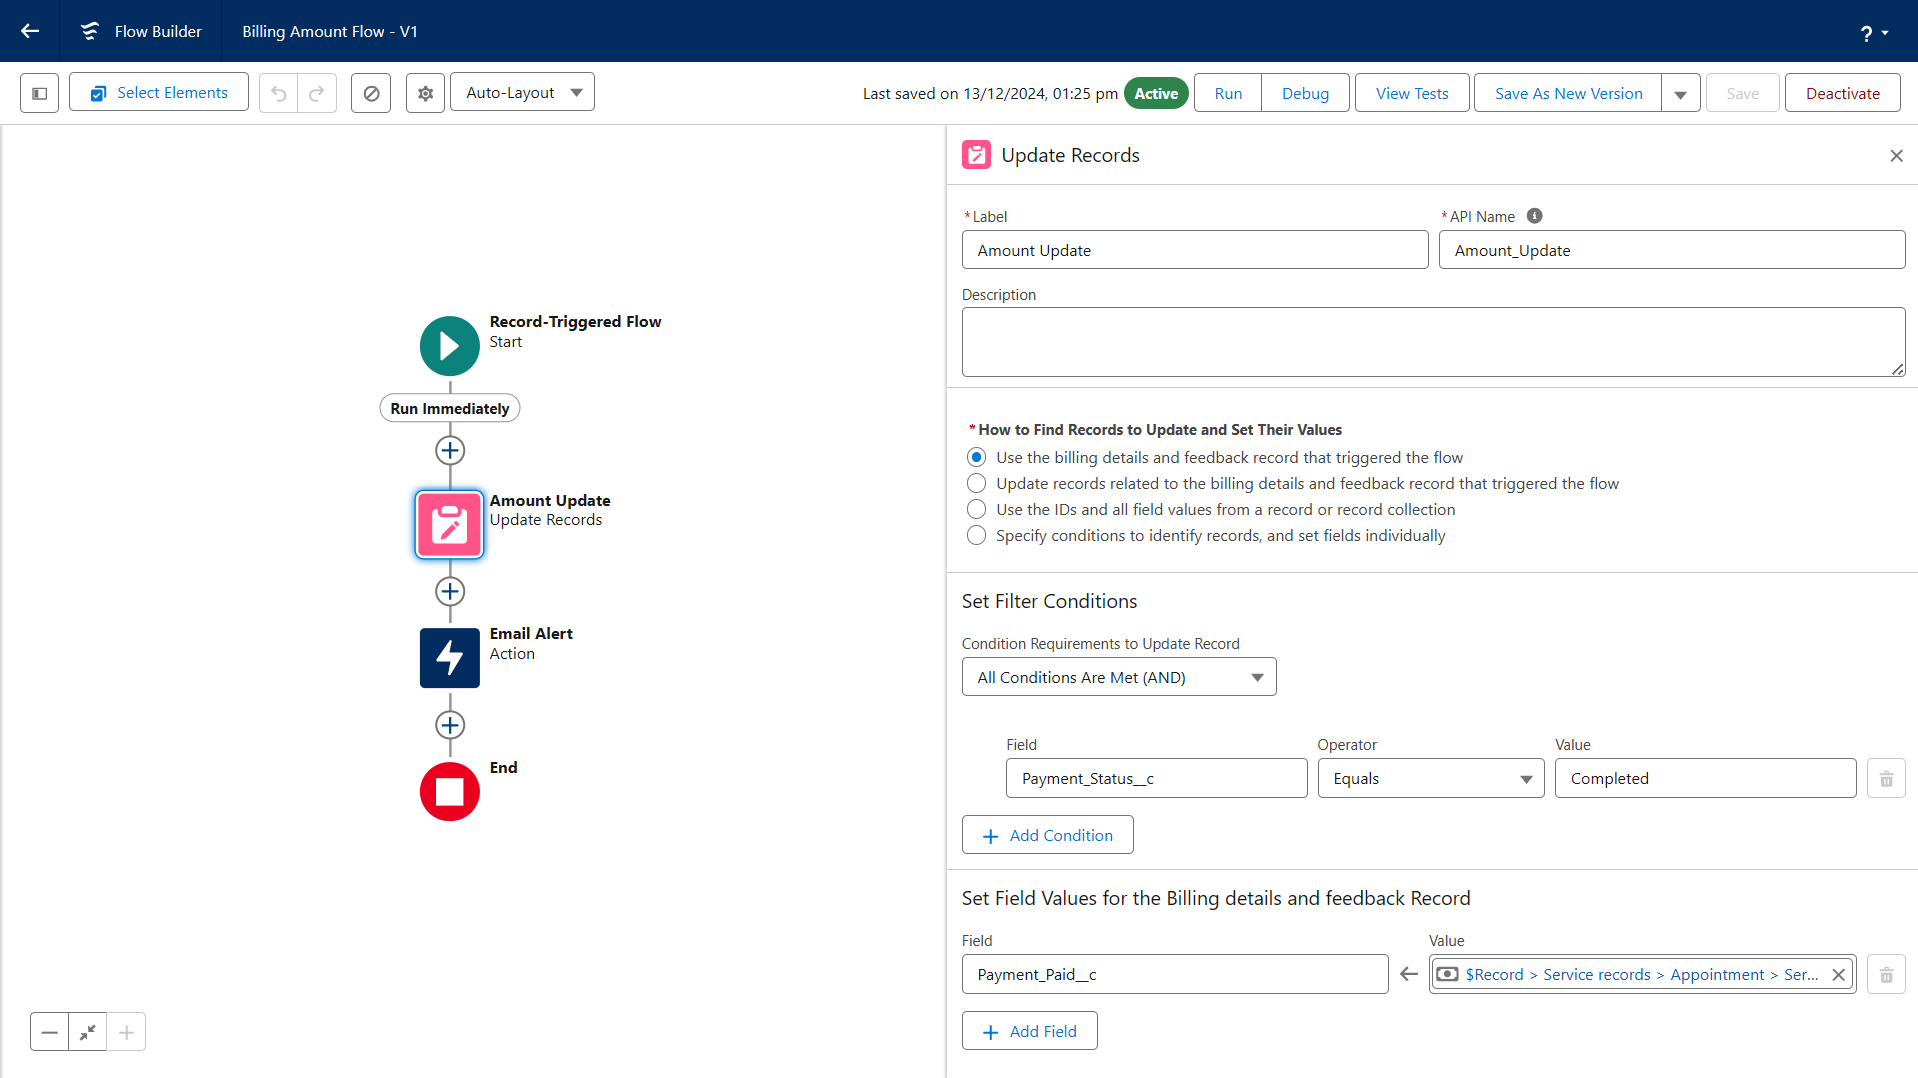 Flow Builder
Billing Amount Flow - V1
?
Select Elements
Auto-Layout
Last saved on 13/12/2024, 01:25 pm
Active
Run
Debug
View Tests
Save As New Version
Save
Deactivate
Record-Triggered Flow
Start
Run Immediately
Amount Update
Update Records
Email Alert
Action
End
Update Records
* Label
Amount Update
* API Name
Amount_Update
Description
* How to Find Records to Update and Set Their Values
Use the billing details and feedback record that triggered the flow
Update records related to the billing details and feedback record that triggered the flow
Use the IDs and all field values from a record or record collection
Specify conditions to identify records, and set fields individually
Set Filter Conditions
Condition Requirements to Update Record
All Conditions Are Met (AND)
Field
Operator
Value
Payment_Status__c
Equals
Completed
Add Condition
Set Field Values for the Billing details and feedback Record
Field
Value
Payment_Paid__c
$Record > Service records > Appointment > Ser...
Add Field